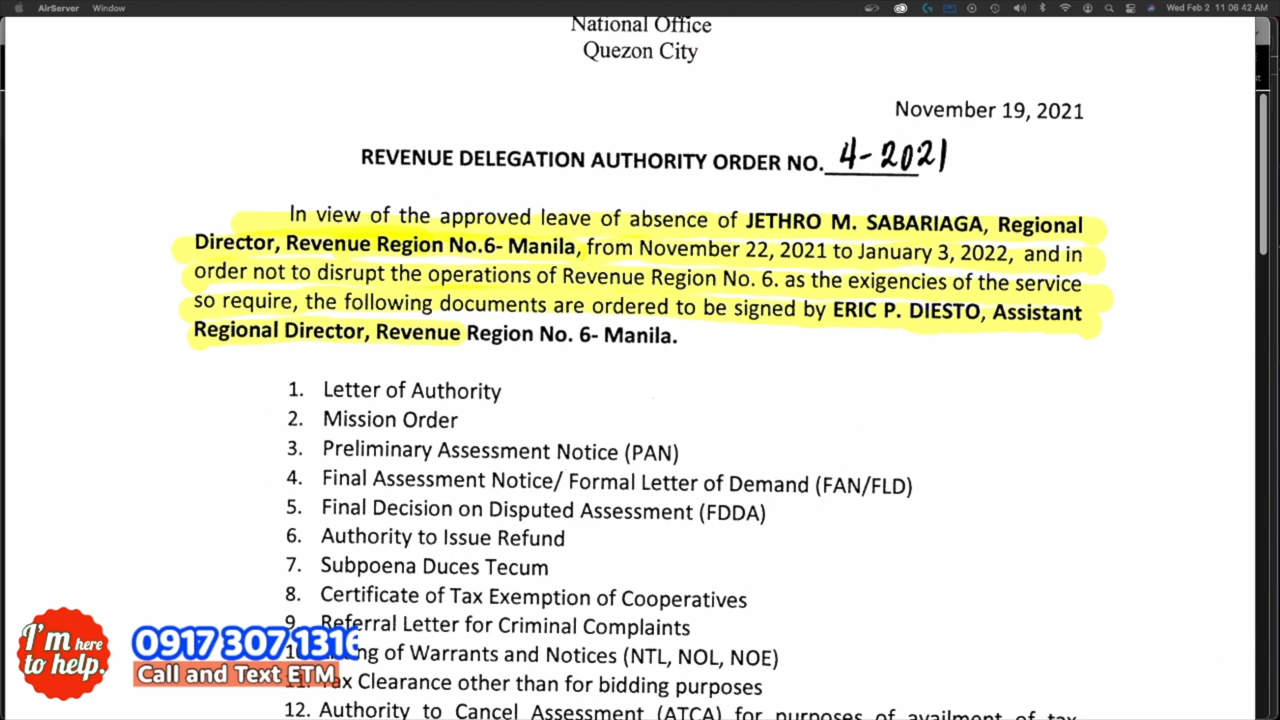 AirServer Window Wed Feb 2 11 06 42 AM
National Office
Quezon City
November 19, 2021
REVENUE DELEGATION AUTHORITY ORDER NO. 4-2021
In view of the approved leave of absence of JETHRO M. SABARIAGA, Regional
Director, Revenue Region No.6- Manila, from November 22, 2021 to January 3, 2022, and in
order not to disrupt the operations of Revenue Region No. 6. as the exigencies of the service
so require, the following documents are ordered to be signed by ERIC P. DIESTO, Assistant
Regional Director, Revenue Region No. 6- Manila.
1. Letter of Authority
2. Mission Order
3. Preliminary Assessment Notice (PAN)
4. Final Assessment Notice/ Formal Letter of Demand (FAN/FLD)
5. Final Decision on Disputed Assessment (FDDA)
6. Authority to Issue Refund
7. Subpoena Duces Tecum
8. Certificate of Tax Exemption of Cooperatives
9. Referral Letter for Criminal Complaints
of Warrants and Notices (NTL, NOL, NOE)
11. Tax Clearance other than for bidding purposes
12. Authority to Cancel Assessment (ATCA) for purposes of availment of tax
I'm here
to help.
0917 307 1316
Call and Text ETM